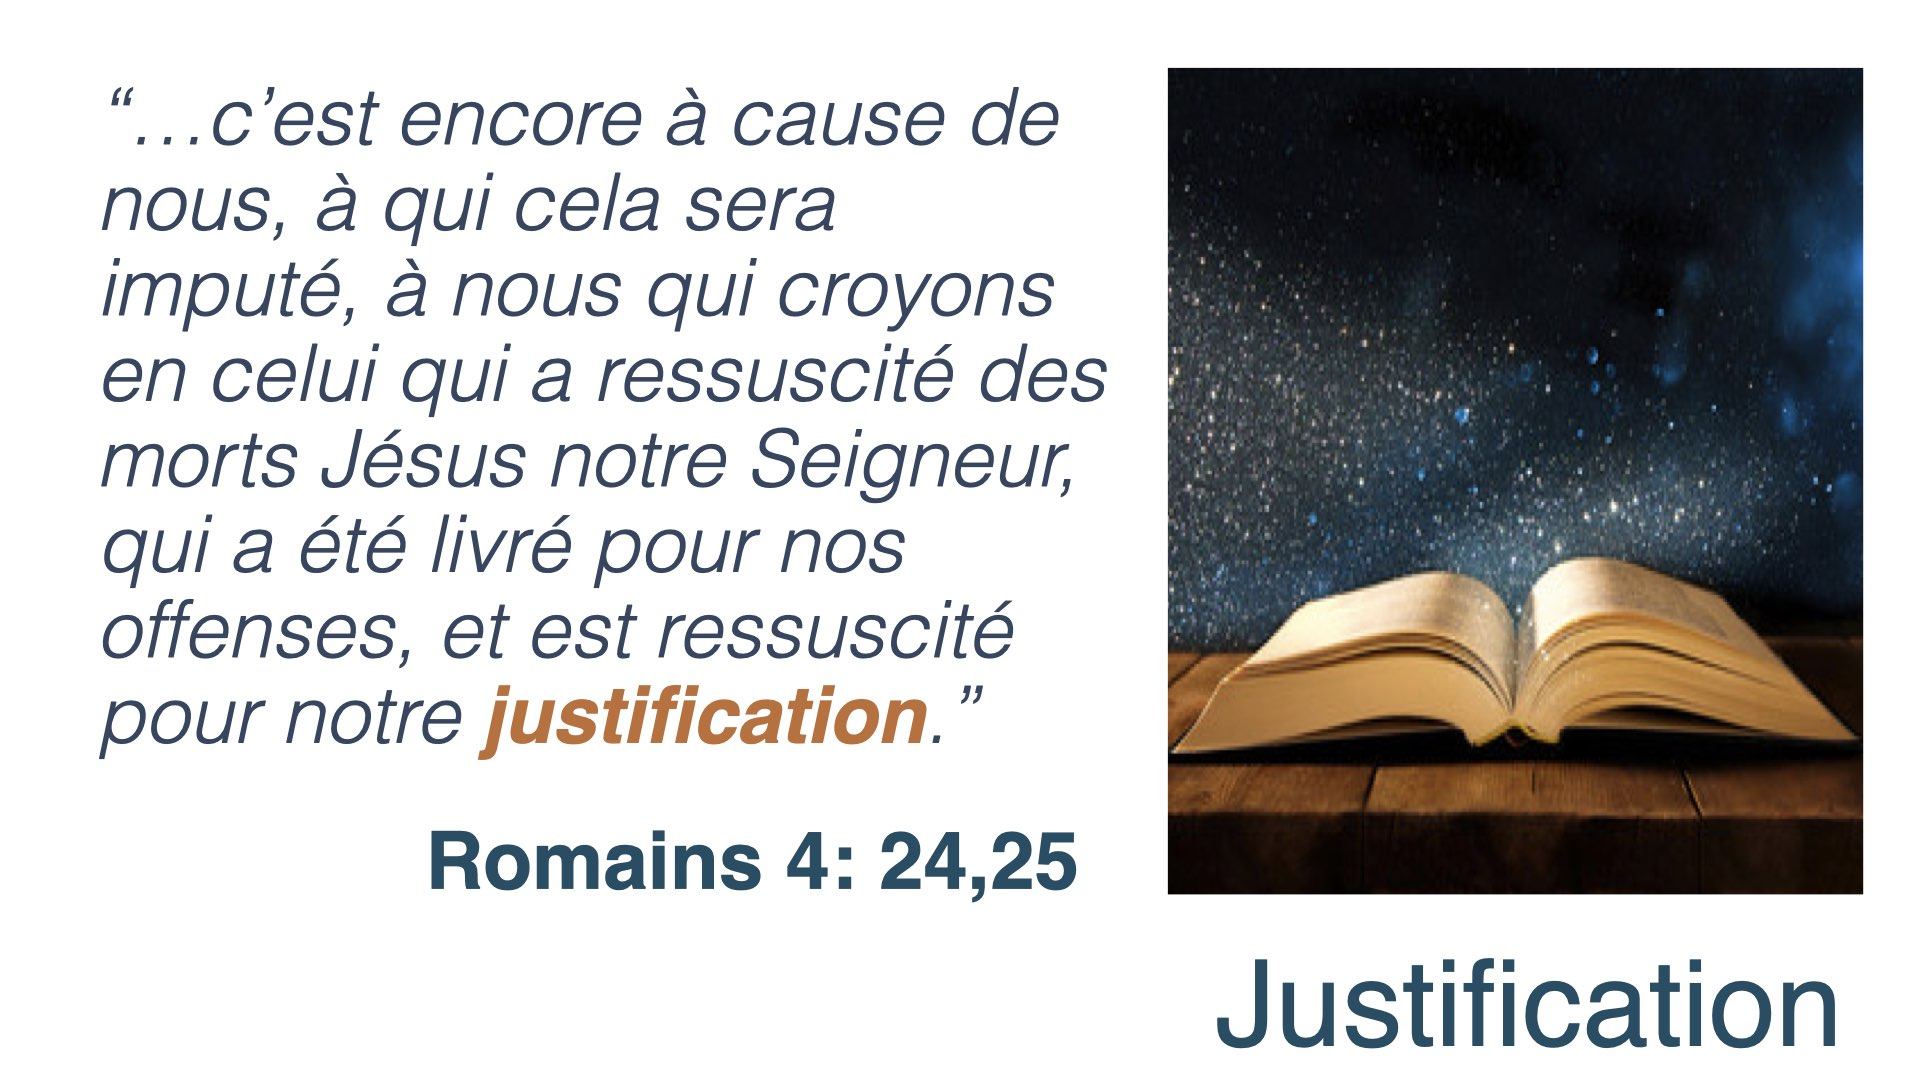 “…c’est encore à cause de
nous, à qui cela sera
imputé, à nous qui croyons
en celui qui a ressuscité des
morts Jésus notre Seigneur,
qui a été livré pour nos
offenses, et est ressuscité
pour notre justification.”
Romains 4: 24,25
Justification